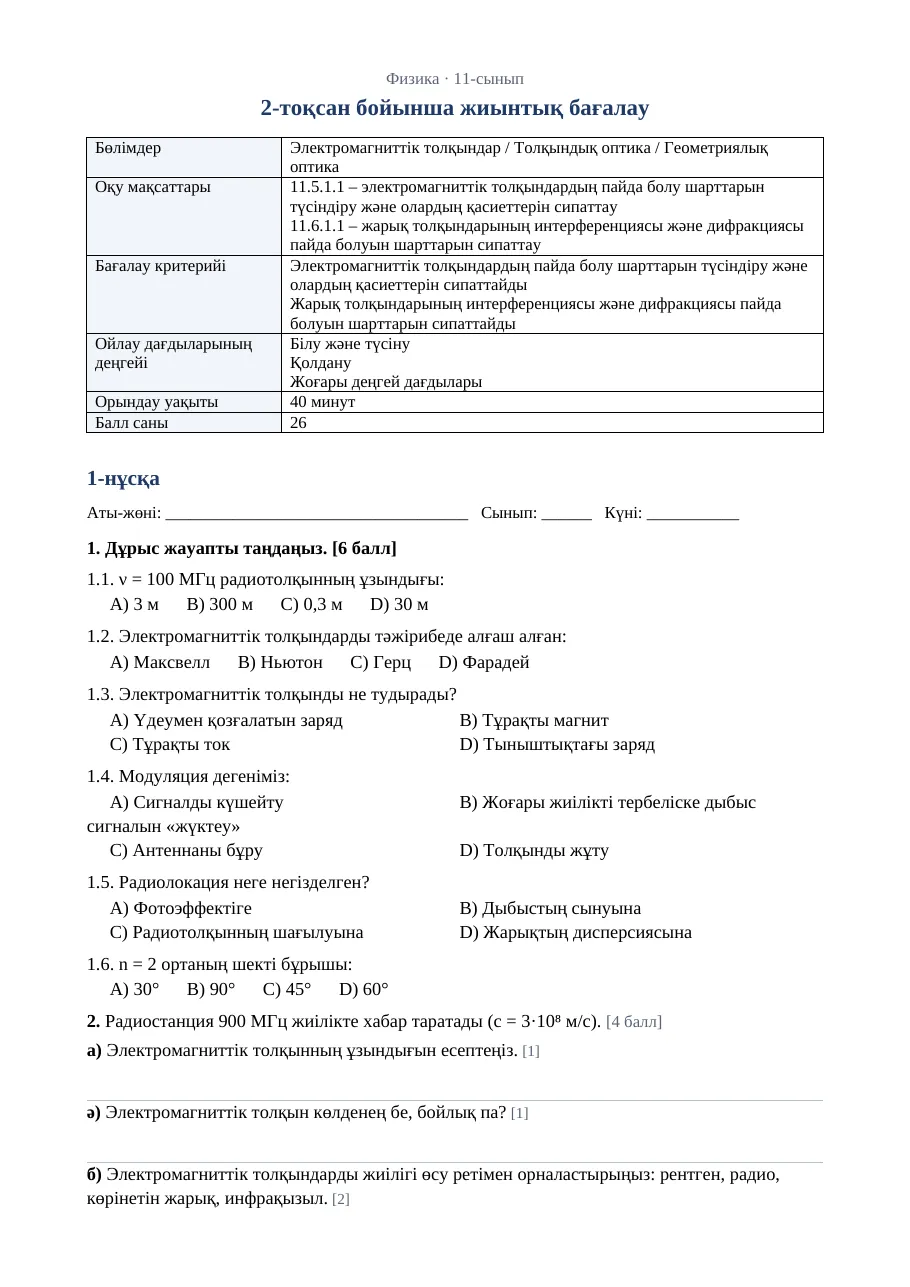 Физика · 11-сынып
2-тоқсан бойынша жиынтық бағалау
Бөлімдер
Электромагниттік толқындар / Толқындық оптика / Геометриялық
оптика
Оқу мақсаттары
11.5.1.1 – электромагниттік толқындардың пайда болу шарттарын
түсіндіру және олардың қасиеттерін сипаттау
11.6.1.1 – жарық толқындарының интерференциясы және дифракциясы
пайда болуын шарттарын сипаттау
Бағалау критерийі
Электромагниттік толқындардың пайда болу шарттарын түсіндіру және
олардың қасиеттерін сипаттайды
Жарық толқындарының интерференциясы және дифракциясы пайда
болуын шарттарын сипаттайды
Ойлау дағдыларының
деңгейі
Білу және түсіну
Қолдану
Жоғары деңгей дағдылары
Орындау уақыты
40 минут
Балл саны
26
1-нұсқа
Аты-жөні: ____________________________________ Сынып: ______ Күні: ___________
1. Дұрыс жауапты таңдаңыз. [6 балл]
1.1. ν = 100 МГц радиотолқынның ұзындығы:
A) 3 м B) 300 м C) 0,3 м D) 30 м
1.2. Электромагниттік толқындарды тәжірибеде алғаш алған:
A) Максвелл B) Ньютон C) Герц D) Фарадей
1.3. Электромагниттік толқынды не тудырады?
A) Үдеумен қозғалатын заряд B) Тұрақты магнит
C) Тұрақты ток D) Тыныштықтағы заряд
1.4. Модуляция дегеніміз:
A) Сигналды күшейту B) Жоғары жиілікті тербеліске дыбыс
сигналын «жүктеу»
C) Антеннаны бұру D) Толқынды жұту
1.5. Радиолокация неге негізделген?
A) Фотоэффектіге B) Дыбыстың сынуына
C) Радиотолқынның шағылуына D) Жарықтың дисперсиясына
1.6. n = 2 ортаның шекті бұрышы:
A) 30° B) 90° C) 45° D) 60°
2. Радиостанция 900 МГц жиілікте хабар таратады (c = 3·10⁸ м/с). [4 балл]
а) Электромагниттік толқынның ұзындығын есептеңіз. [1]
ә) Электромагниттік толқын көлденең бе, бойлық па? [1]
б) Электромагниттік толқындарды жиілігі өсу ретімен орналастырыңыз: рентген, радио,
көрінетін жарық, инфрақызыл. [2]